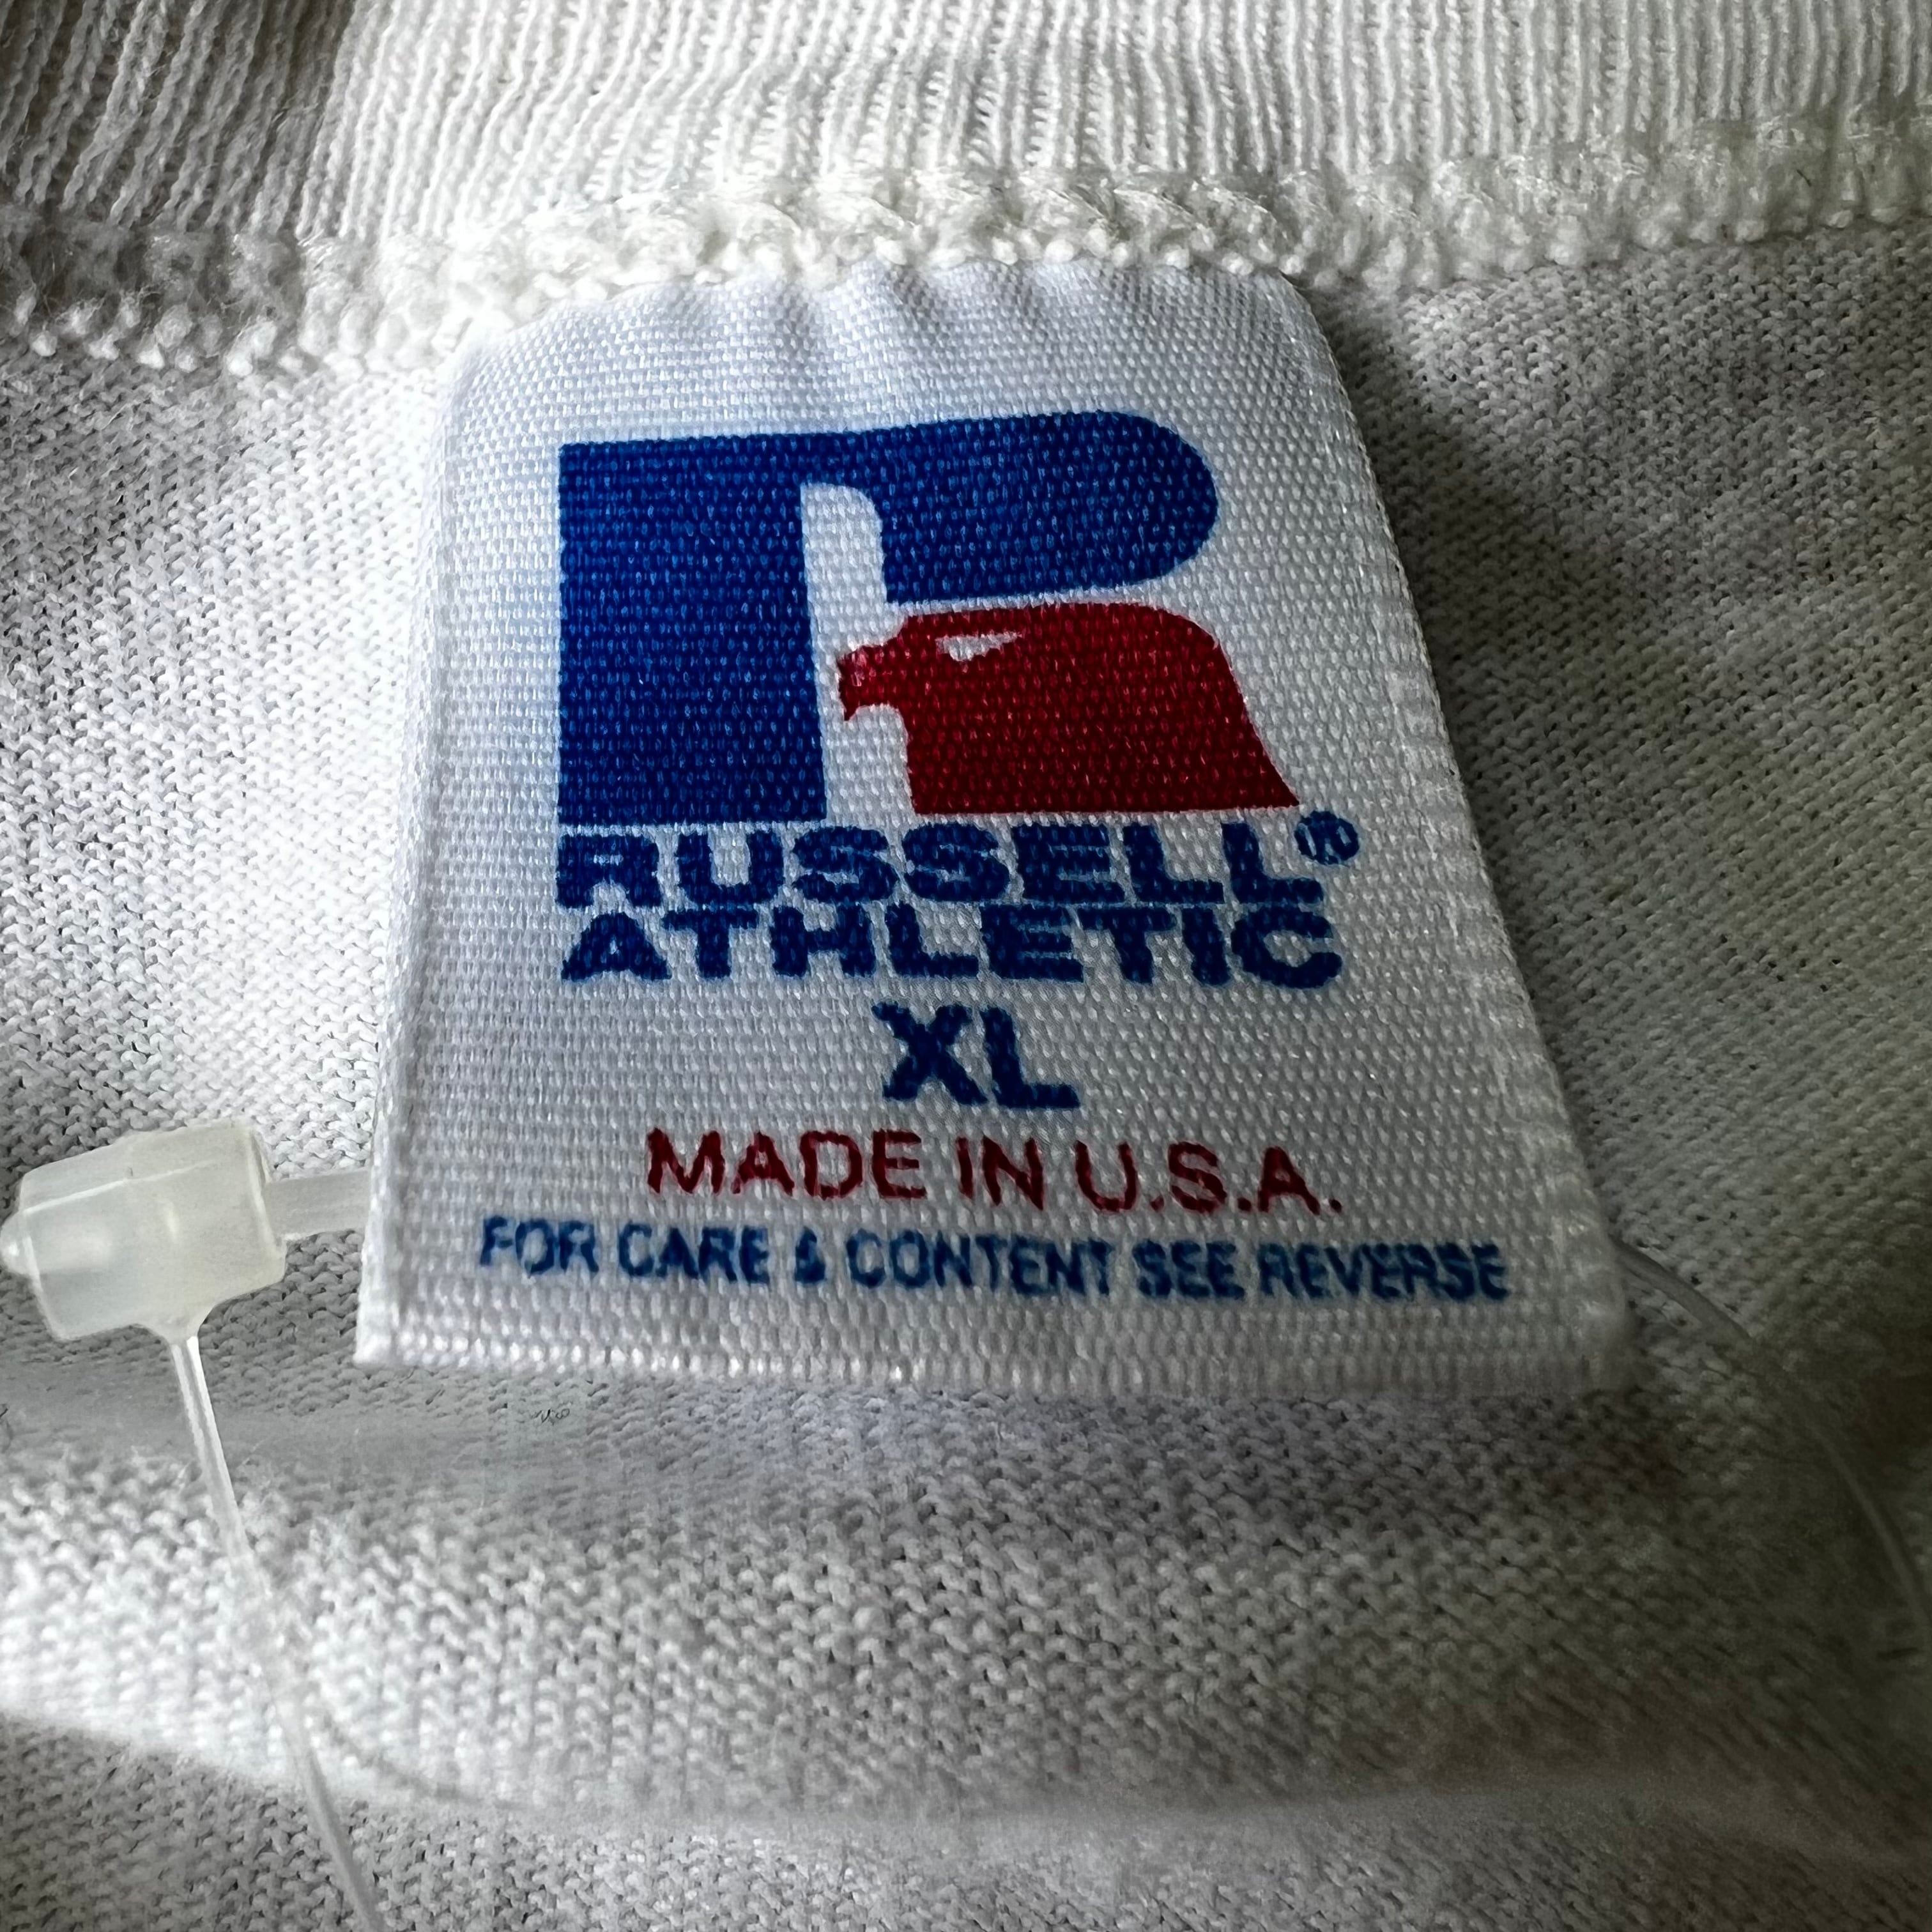 RUSSELL®
ATHLETIC
XL
MADE IN U.S.A.
FOR CARE & CONTENT SEE REVERSE